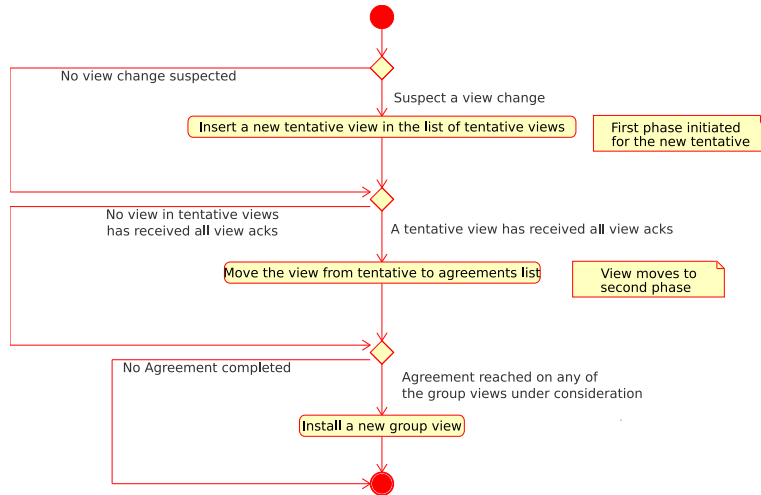 No view change suspected
Suspect a view change
Insert a new tentative view in the list of tentative views
First phase initiated
for the new tentative
No view in tentative views
has received all view acks
A tentative view has received all view acks
Move the view from tentative to agreements list
View moves to
second phase
No Agreement completed
Agreement reached on any of
the group views under consideration
Install a new group view